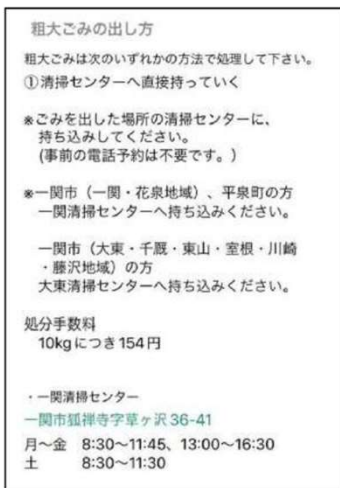 粗大ごみの出し方
粗大ごみは次のいずれかの方法で処理して下さい。
①清掃センターへ直接持っていく
※ごみを出した場所の清掃センターに、
持ち込みしてください。
(事前の電話予約は不要です。)
※一関市（一関・花泉地域）、平泉町の方
一関清掃センターへ持ち込みください。
一関市（大東・千厩・東山・室根・川崎
・藤沢地域）の方
大東清掃センターへ持ち込みください。
処分手数料
10kgにつき154円
・一関清掃センター
一関市狐禅寺字草ヶ沢36-41
月～金 8:30～11:45、13:00～16:30
土 8:30～11:30